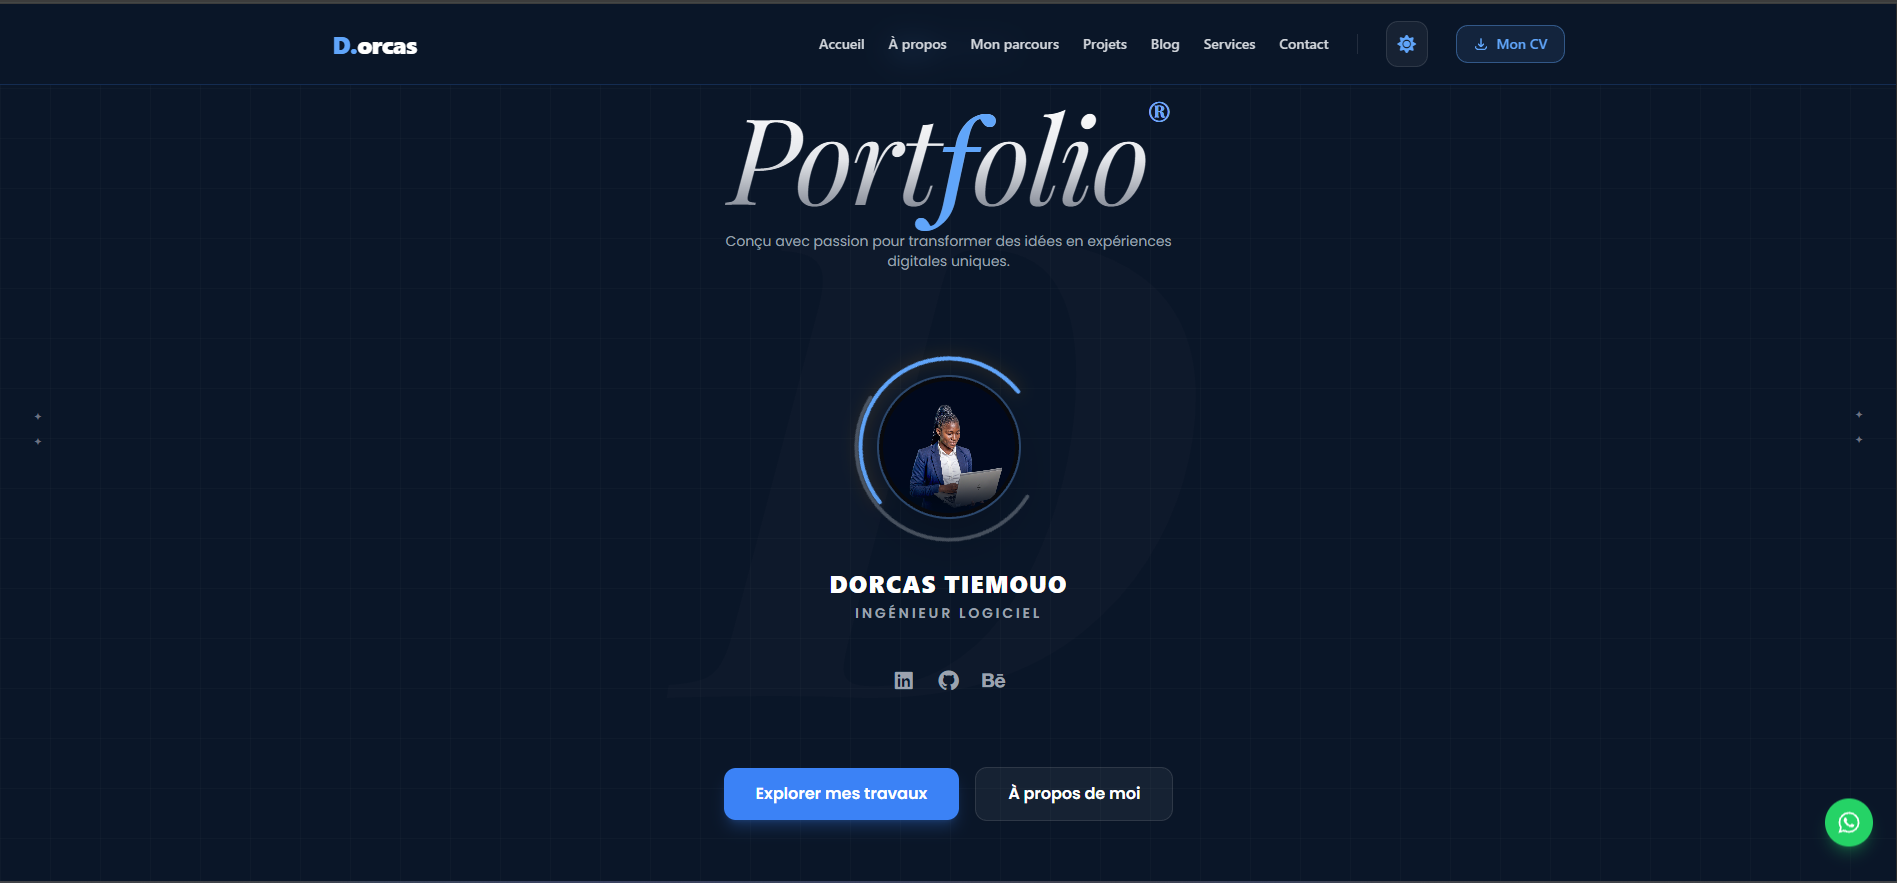 D.orcas
Accueil À propos Mon parcours Projets Blog Services Contact Mon CV
Portfolio®
Conçu avec passion pour transformer des idées en expériences
digitales uniques.
D
DORCAS TIEMOUO
INGÉNIEUR LOGICIEL
in Bē
Explorer mes travaux À propos de moi